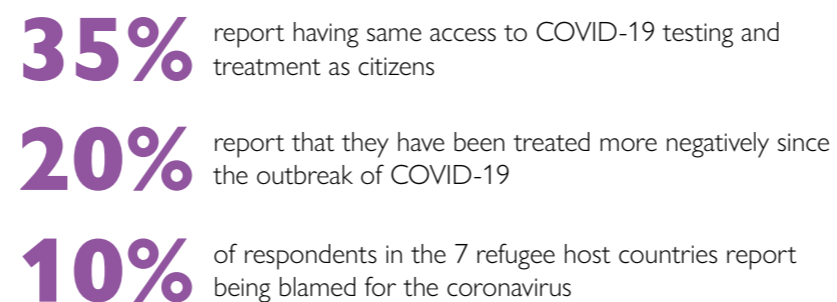 35% report having same access to COVID-19 testing and
treatment as citizens
20% report that they have been treated more negatively since
the outbreak of COVID-19
10% of respondents in the 7 refugee host countries report
being blamed for the coronavirus